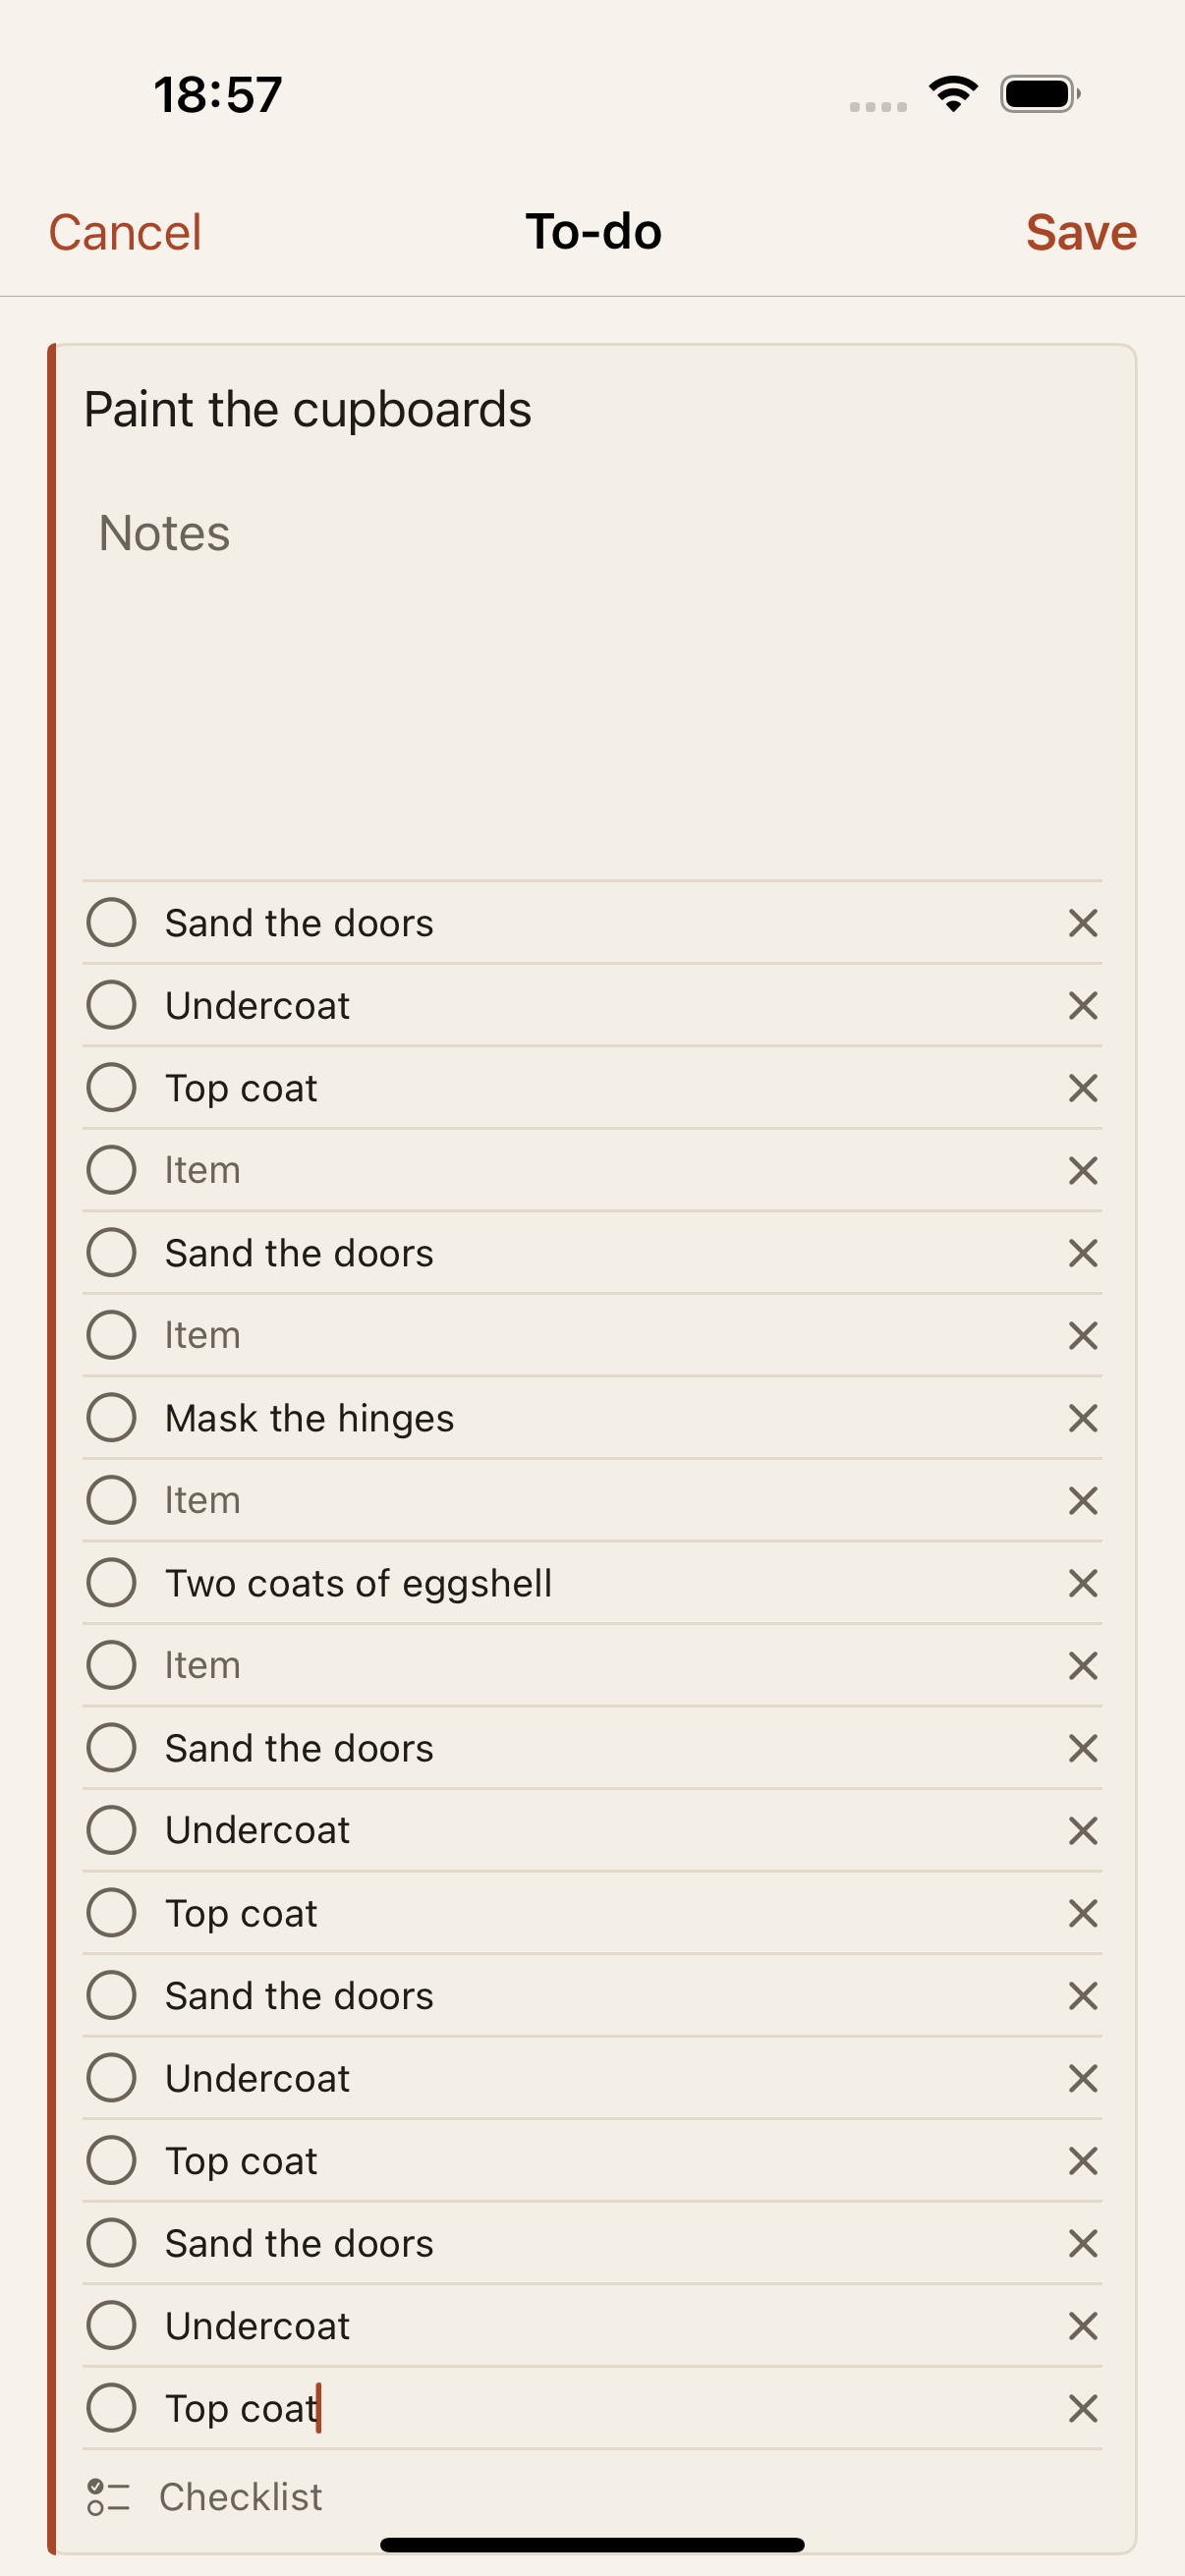 18:57
Cancel To-do Save
Paint the cupboards
Notes
Sand the doors
Undercoat
Top coat
Item
Sand the doors
Item
Mask the hinges
Item
Two coats of eggshell
Item
Sand the doors
Undercoat
Top coat
Sand the doors
Undercoat
Top coat
Sand the doors
Undercoat
Top coat
Checklist